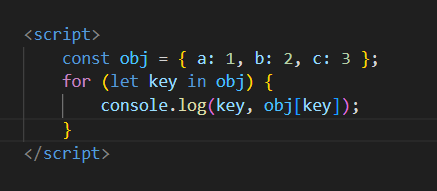 <script>
    const obj = { a: 1, b: 2, c: 3 };
    for (let key in obj) {
        console.log(key, obj[key]);
    }
</script>